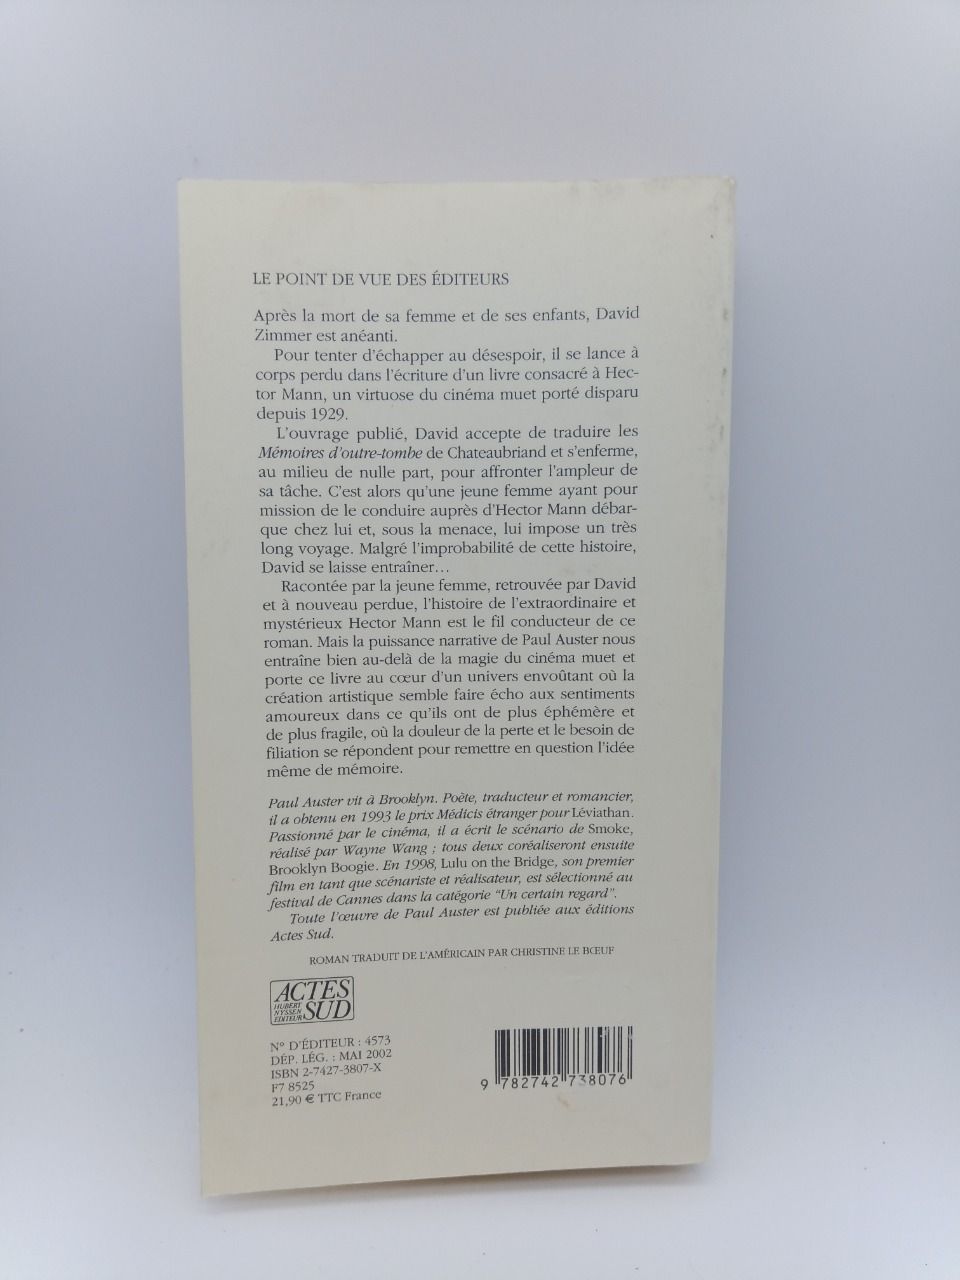 LE POINT DE VUE DES ÉDITEURS
Après la mort de sa femme et de ses enfants, David
Zimmer est anéanti.
Pour tenter d'échapper au désespoir, il se lance à
corps perdu dans l'écriture d'un livre consacré à Hec-
tor Mann, un virtuose du cinéma muet porté disparu
depuis 1929.
L'ouvrage publié, David accepte de traduire les
Mémoires d'outre-tombe de Chateaubriand et s'enferme,
au milieu de nulle part, pour affronter l'ampleur de
sa tâche. C'est alors qu'une jeune femme ayant pour
mission de le conduire auprès d'Hector Mann débar-
que chez lui et, sous la menace, lui impose un très
long voyage. Malgré l'improbabilité de cette histoire,
David se laisse entraîner…
Racontée par la jeune femme, retrouvée par David
et à nouveau perdue, l'histoire de l'extraordinaire et
mystérieux Hector Mann est le fil conducteur de ce
roman. Mais la puissance narrative de Paul Auster nous
entraîne bien au-delà de la magie du cinéma muet et
porte ce livre au cœur d'un univers envoûtant où la
création artistique semble faire écho aux sentiments
amoureux dans ce qu'ils ont de plus éphémère et
de plus fragile, où la douleur de la perte et le besoin de
filiation se répondent pour remettre en question l'idée
même de mémoire.
Paul Auster vit à Brooklyn. Poète, traducteur et romancier,
il a obtenu en 1993 le prix Médicis étranger pour Léviathan.
Passionné par le cinéma, il a écrit le scénario de Smoke,
réalisé par Wayne Wang ; tous deux coréaliseront ensuite
Brooklyn Boogie. En 1998, Lulu on the Bridge, son premier
film en tant que scénariste et réalisateur, est sélectionné au
festival de Cannes dans la catégorie "Un certain regard".
Toute l'œuvre de Paul Auster est publiée aux éditions
Actes Sud.
ROMAN TRADUIT DE L'AMÉRICAIN PAR CHRISTINE LE BŒUF
ACTES
HUBERT
NYSSEN
EDITEUR
SUD
N° D'ÉDITEUR : 4573
DÉP. LÉG. : MAI 2002
ISBN 2-7427-3807-X
F7 8525
21,90 € TTC France
9 782742 738076